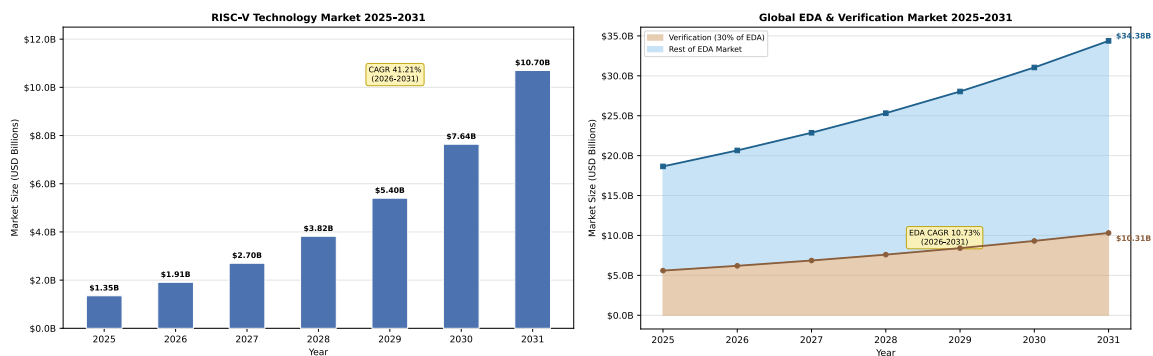 RISC-V Technology Market 2025-2031
Market Size (USD Billions)
$12.0B
$10.0B
$8.0B
$6.0B
$4.0B
$2.0B
$0.0B
CAGR 41.21%
(2026-2031)
$1.35B
$1.91B
$2.70B
$3.82B
$5.40B
$7.64B
$10.70B
2025
2026
2027
2028
2029
2030
2031
Year
Global EDA & Verification Market 2025-2031
Market Size (USD Billions)
$35.0B
$30.0B
$25.0B
$20.0B
$15.0B
$10.0B
$5.0B
$0.0B
Verification (30% of EDA)
Rest of EDA Market
$34.38B
EDA CAGR 10.73%
(2026-2031)
$10.31B
2025
2026
2027
2028
2029
2030
2031
Year